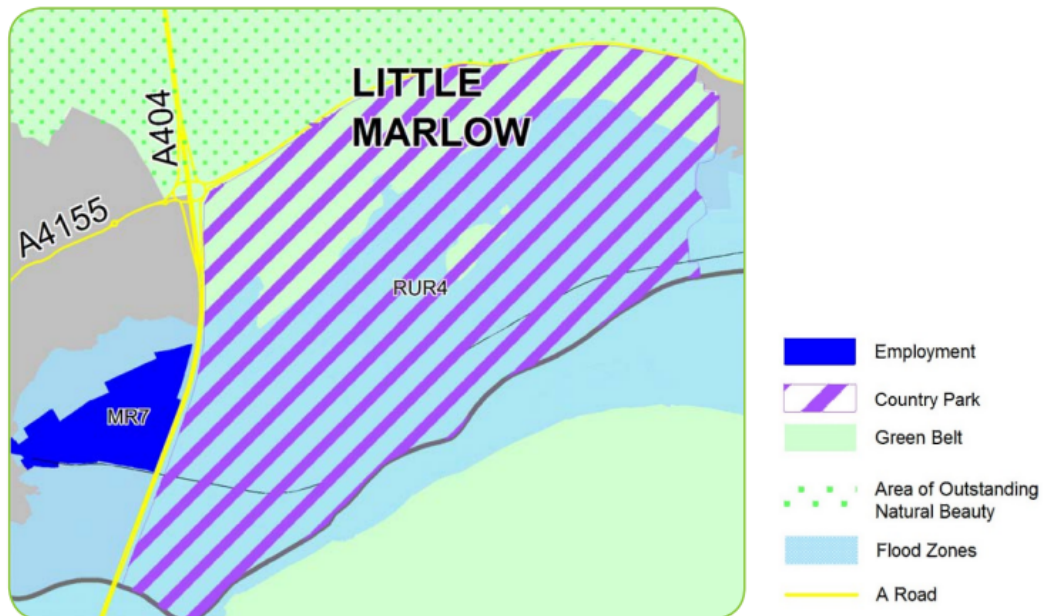 LITTLE
MARLOW
A404
A4155
RUR4
MR7
Employment
Country Park
Green Belt
Area of Outstanding
Natural Beauty
Flood Zones
A Road